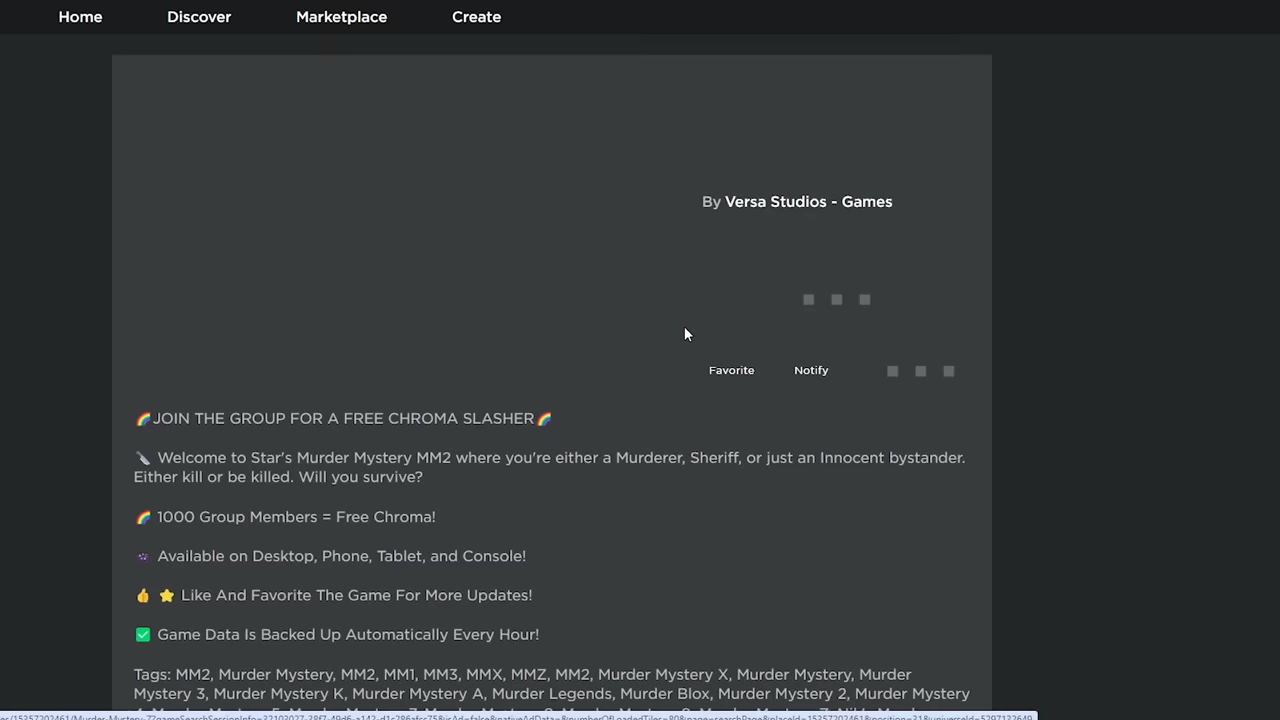 Home Discover Marketplace Create
By Versa Studios - Games
Favorite Notify
🌈JOIN THE GROUP FOR A FREE CHROMA SLASHER🌈
🔪 Welcome to Star's Murder Mystery MM2 where you're either a Murderer, Sheriff, or just an Innocent bystander.
Either kill or be killed. Will you survive?
🌈 1000 Group Members = Free Chroma!
👾 Available on Desktop, Phone, Tablet, and Console!
👍 ⭐ Like And Favorite The Game For More Updates!
✅ Game Data Is Backed Up Automatically Every Hour!
Tags: MM2, Murder Mystery, MM2, MM1, MM3, MMX, MMZ, MM2, Murder Mystery X, Murder Mystery, Murder
Mystery 3, Murder Mystery K, Murder Mystery A, Murder Legends, Murder Blox, Murder Mystery 2, Murder Mystery